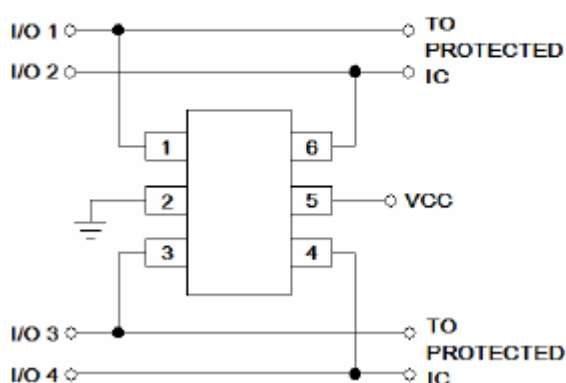 I/O 1
TO
PROTECTED
I/O 2
IC
1
6
2
5
VCC
3
4
I/O 3
TO
PROTECTED
I/O 4
IC